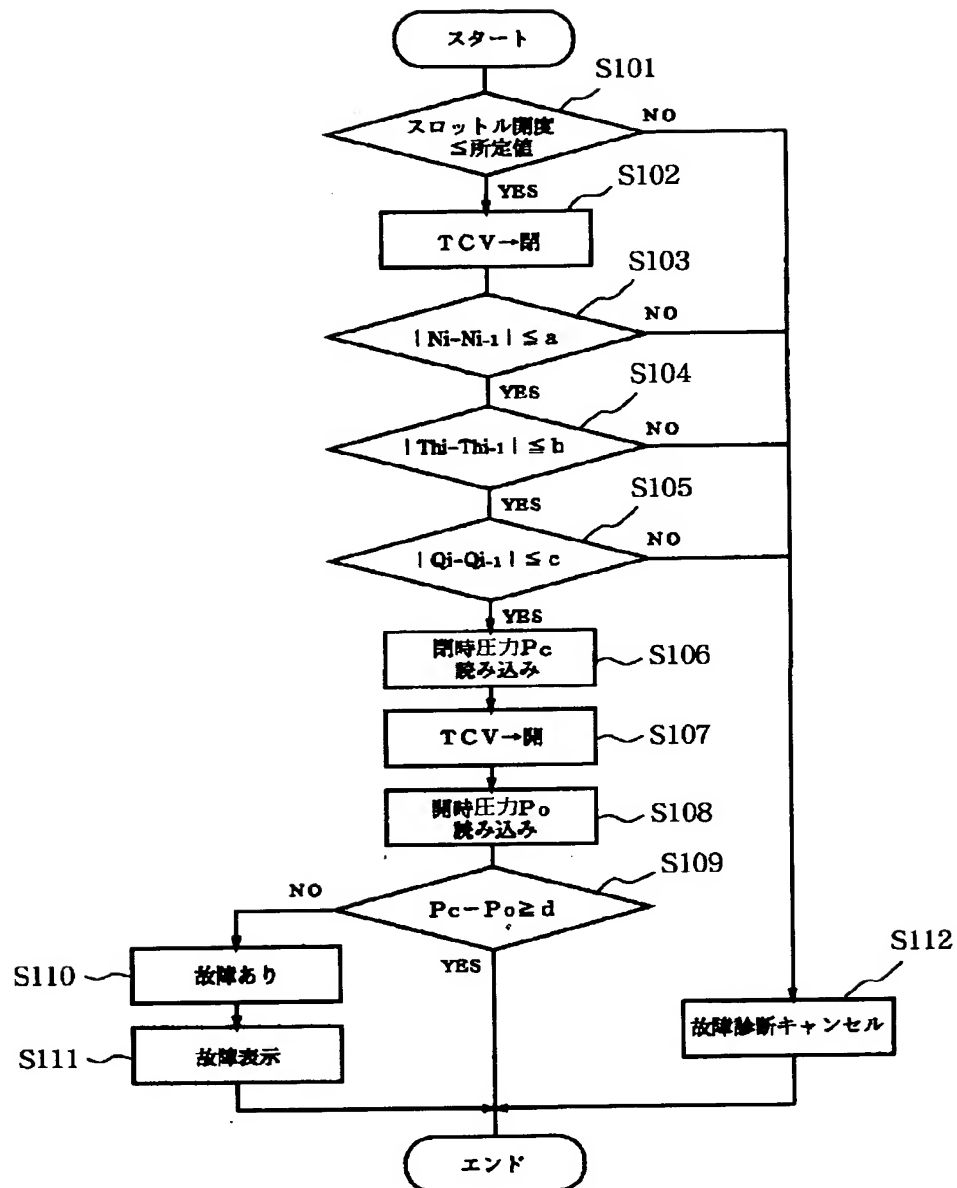 スタート
S101
スロットル開度
≦所定値
NO
YES
S102
TCV→閉
S103
|Ni-Ni-1|≦a
NO
YES
S104
|Thi-Thi-1|≦b
NO
YES
S105
|Qi-Qi-1|≦c
NO
YES
閉時圧力Pc
読み込み
S106
TCV→開
S107
開時圧力Po
読み込み
S108
S109
Pc-Po≧d
NO
YES
S110
故障あり
S111
故障表示
S112
故障診断キャンセル
エンド